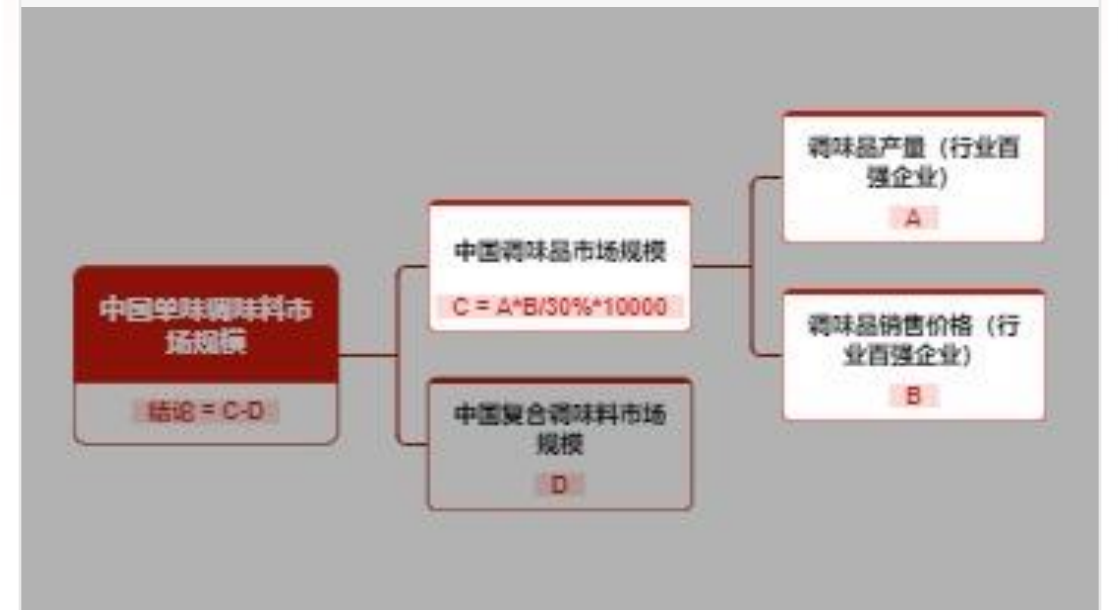 中国单味调味料市
场规模
结论 = C-D
中国调味品市场规模
C = A*B/30%*10000
中国复合调味料市场
规模
D
调味品产量（行业百
强企业）
A
调味品销售价格（行
业百强企业）
B